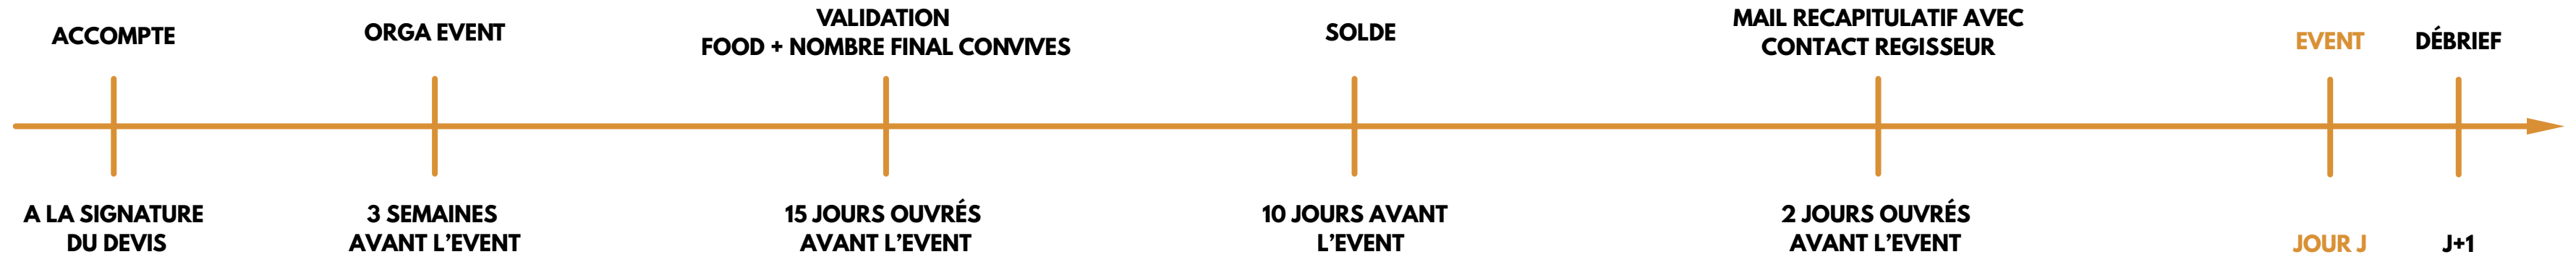 ACCOMPTE
ORGA EVENT
VALIDATION
FOOD + NOMBRE FINAL CONVIVES
SOLDE
MAIL RECAPITULATIF AVEC
CONTACT REGISSEUR
EVENT
DÉBRIEF
A LA SIGNATURE
DU DEVIS
3 SEMAINES
AVANT L’EVENT
15 JOURS OUVRÉS
AVANT L’EVENT
10 JOURS AVANT
L’EVENT
2 JOURS OUVRÉS
AVANT L’EVENT
JOUR J
J+1